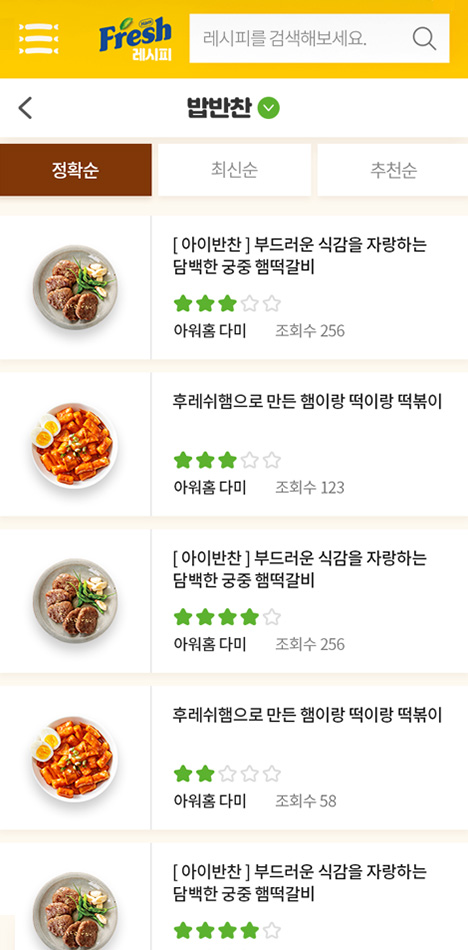 Fresh
레시피
레시피를 검색해보세요.
밥반찬
정확순
최신순
추천순
[ 아이반찬 ] 부드러운 식감을 자랑하는
담백한 궁중 햄떡갈비
아워홈 다미 조회수 256
후레쉬햄으로 만든 햄이랑 떡이랑 떡볶이
아워홈 다미 조회수 123
[ 아이반찬 ] 부드러운 식감을 자랑하는
담백한 궁중 햄떡갈비
아워홈 다미 조회수 256
후레쉬햄으로 만든 햄이랑 떡이랑 떡볶이
아워홈 다미 조회수 58
[ 아이반찬 ] 부드러운 식감을 자랑하는
담백한 궁중 햄떡갈비